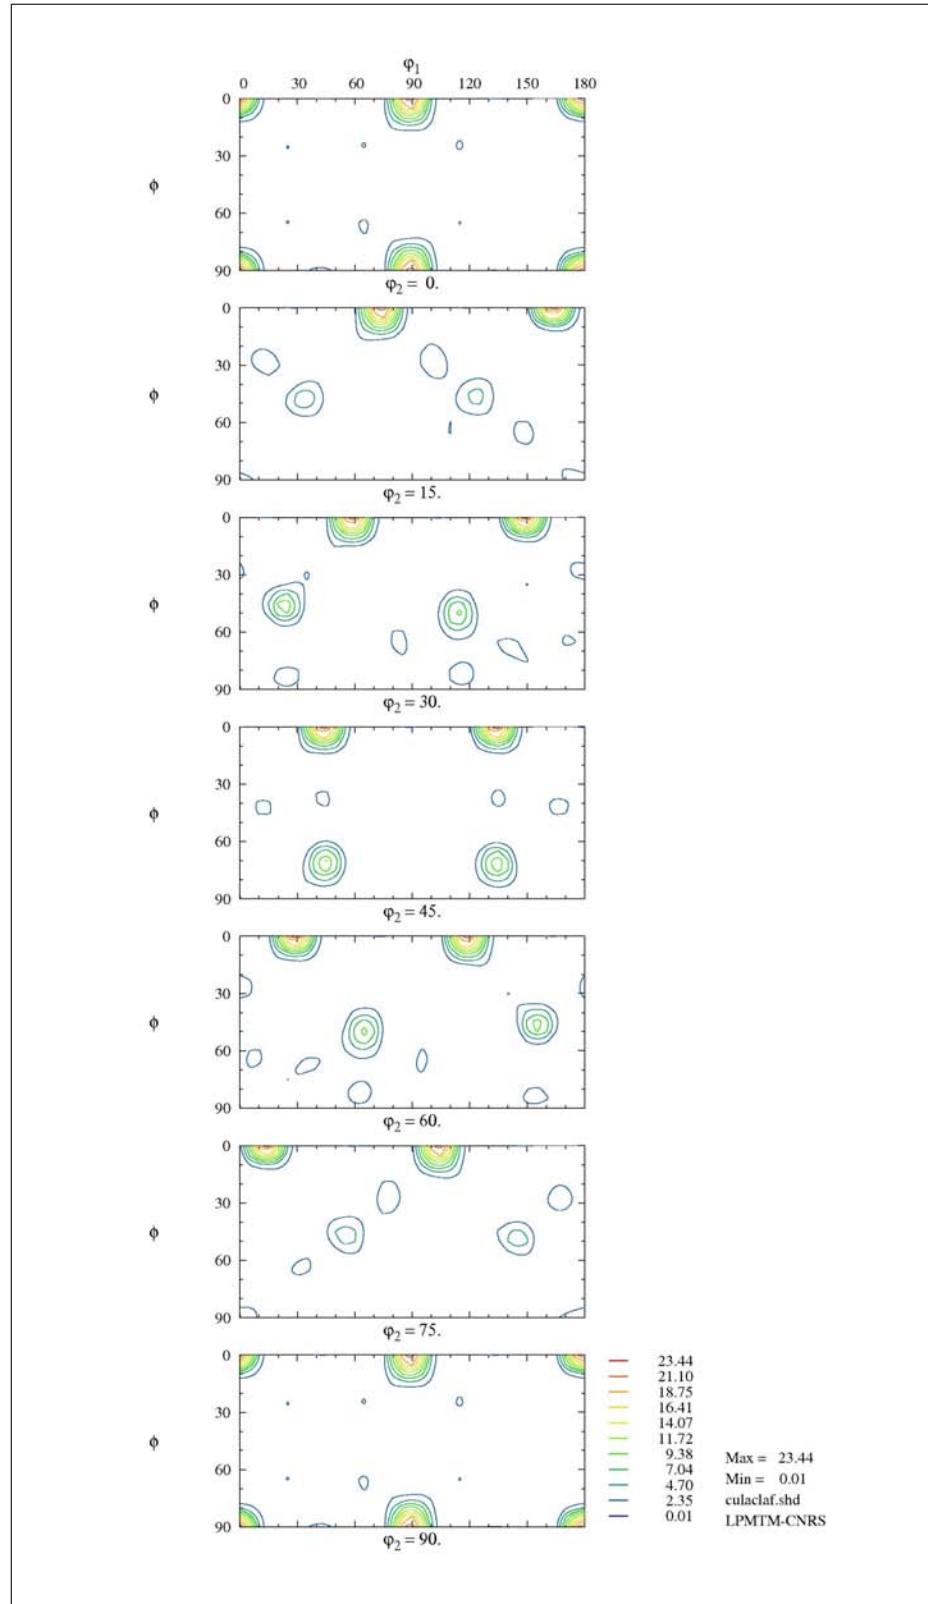 φ1
0 30 60 90 120 150 180
0
30
ϕ
60
90
φ2 = 0.
0
30
ϕ
60
90
φ2 = 15.
0
30
ϕ
60
90
φ2 = 30.
0
30
ϕ
60
90
φ2 = 45.
0
30
ϕ
60
90
φ2 = 60.
0
30
ϕ
60
90
φ2 = 75.
0
30
ϕ
60
90
φ2 = 90.
23.44
21.10
18.75
16.41
14.07
11.72
9.38
7.04
4.70
2.35
0.01
Max = 23.44
Min = 0.01
culaclaf.shd
LPMTM-CNRS